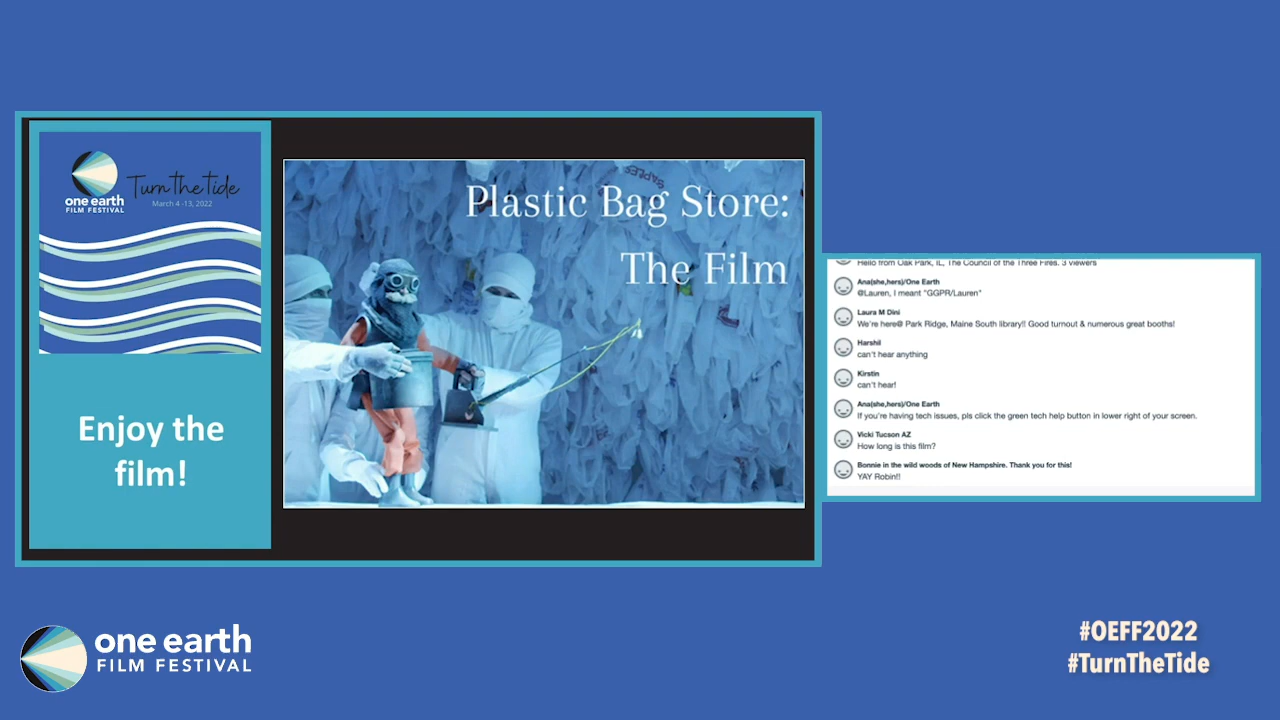 one earth
FILM FESTIVAL
Turn the Tide
March 4 -13, 2022
Enjoy the
film!
Plastic Bag Store:
The Film
Hello from Oak Park, IL, The Council of the Three Fires. 3 viewers
Ana(she,hers)/One Earth
@Lauren, I meant "GGPR/Lauren"
Laura M Dini
We're here@ Park Ridge, Maine South library!! Good turnout & numerous great booths!
Harshil
can't hear anything
Kirstin
can't hear!
Ana(she,hers)/One Earth
If you're having tech issues, pls click the green tech help button in lower right of your screen.
Vicki Tucson AZ
How long is this film?
Bonnie in the wild woods of New Hampshire. Thank you for this!
YAY Robin!!
one earth
FILM FESTIVAL
#OEFF2022
#TurnTheTide